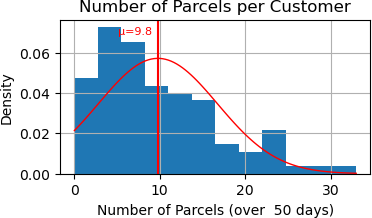 Number of Parcels per Customer
μ=9.8
Density
0.06
0.04
0.02
0.00
0 10 20 30
Number of Parcels (over 50 days)